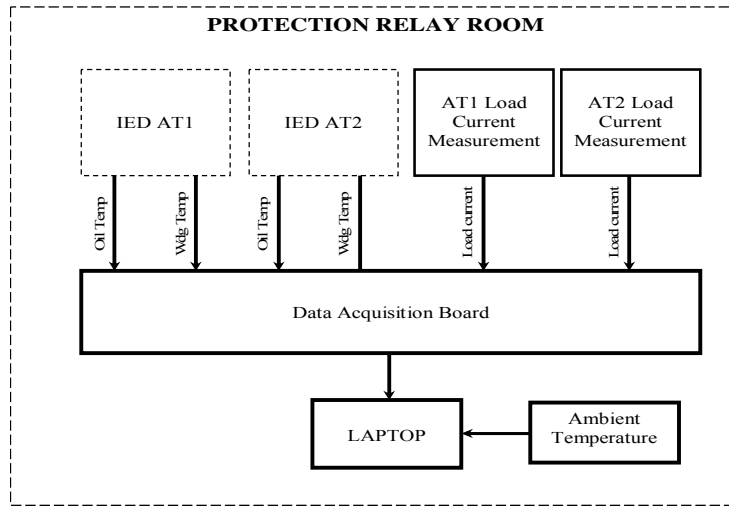 PROTECTION RELAY ROOM
IED AT1
IED AT2
AT1 Load
Current
Measurement
AT2 Load
Current
Measurement
Oil Temp
Wdg Temp
Oil Temp
Wdg Temp
Load current
Load current
Data Acquisition Board
LAPTOP
Ambient
Temperature